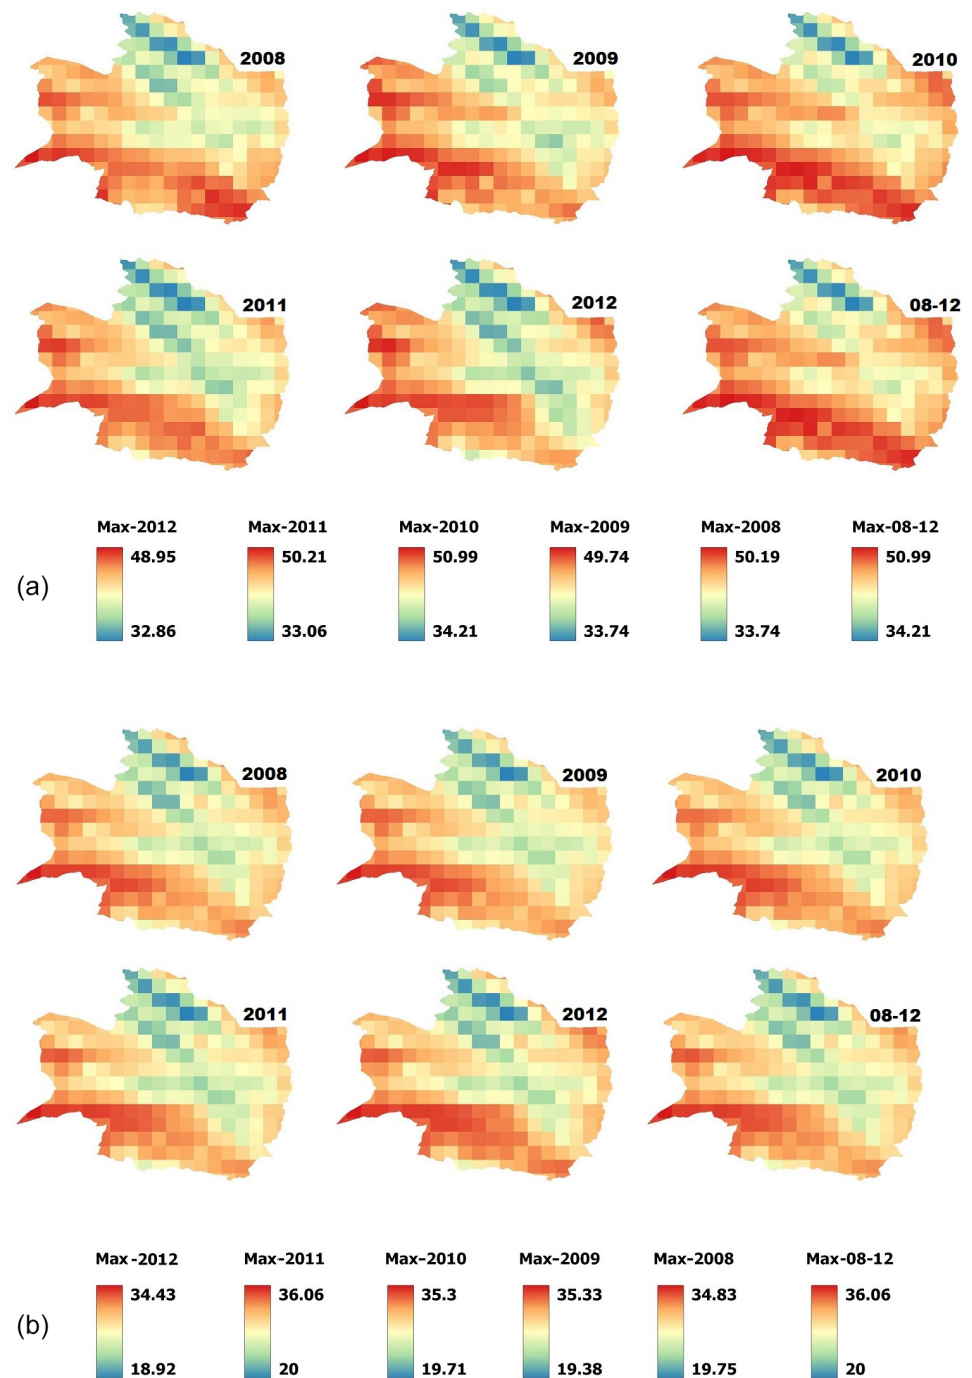 2008
2009
2010
2011
2012
08-12
Max-2012 Max-2011 Max-2010 Max-2009 Max-2008 Max-08-12
48.95 50.21 50.99 49.74 50.19 50.99
(a)
32.86 33.06 34.21 33.74 33.74 34.21
2008
2009
2010
2011
2012
08-12
Max-2012 Max-2011 Max-2010 Max-2009 Max-2008 Max-08-12
34.43 36.06 35.3 35.33 34.83 36.06
(b)
18.92 20 19.71 19.38 19.75 20